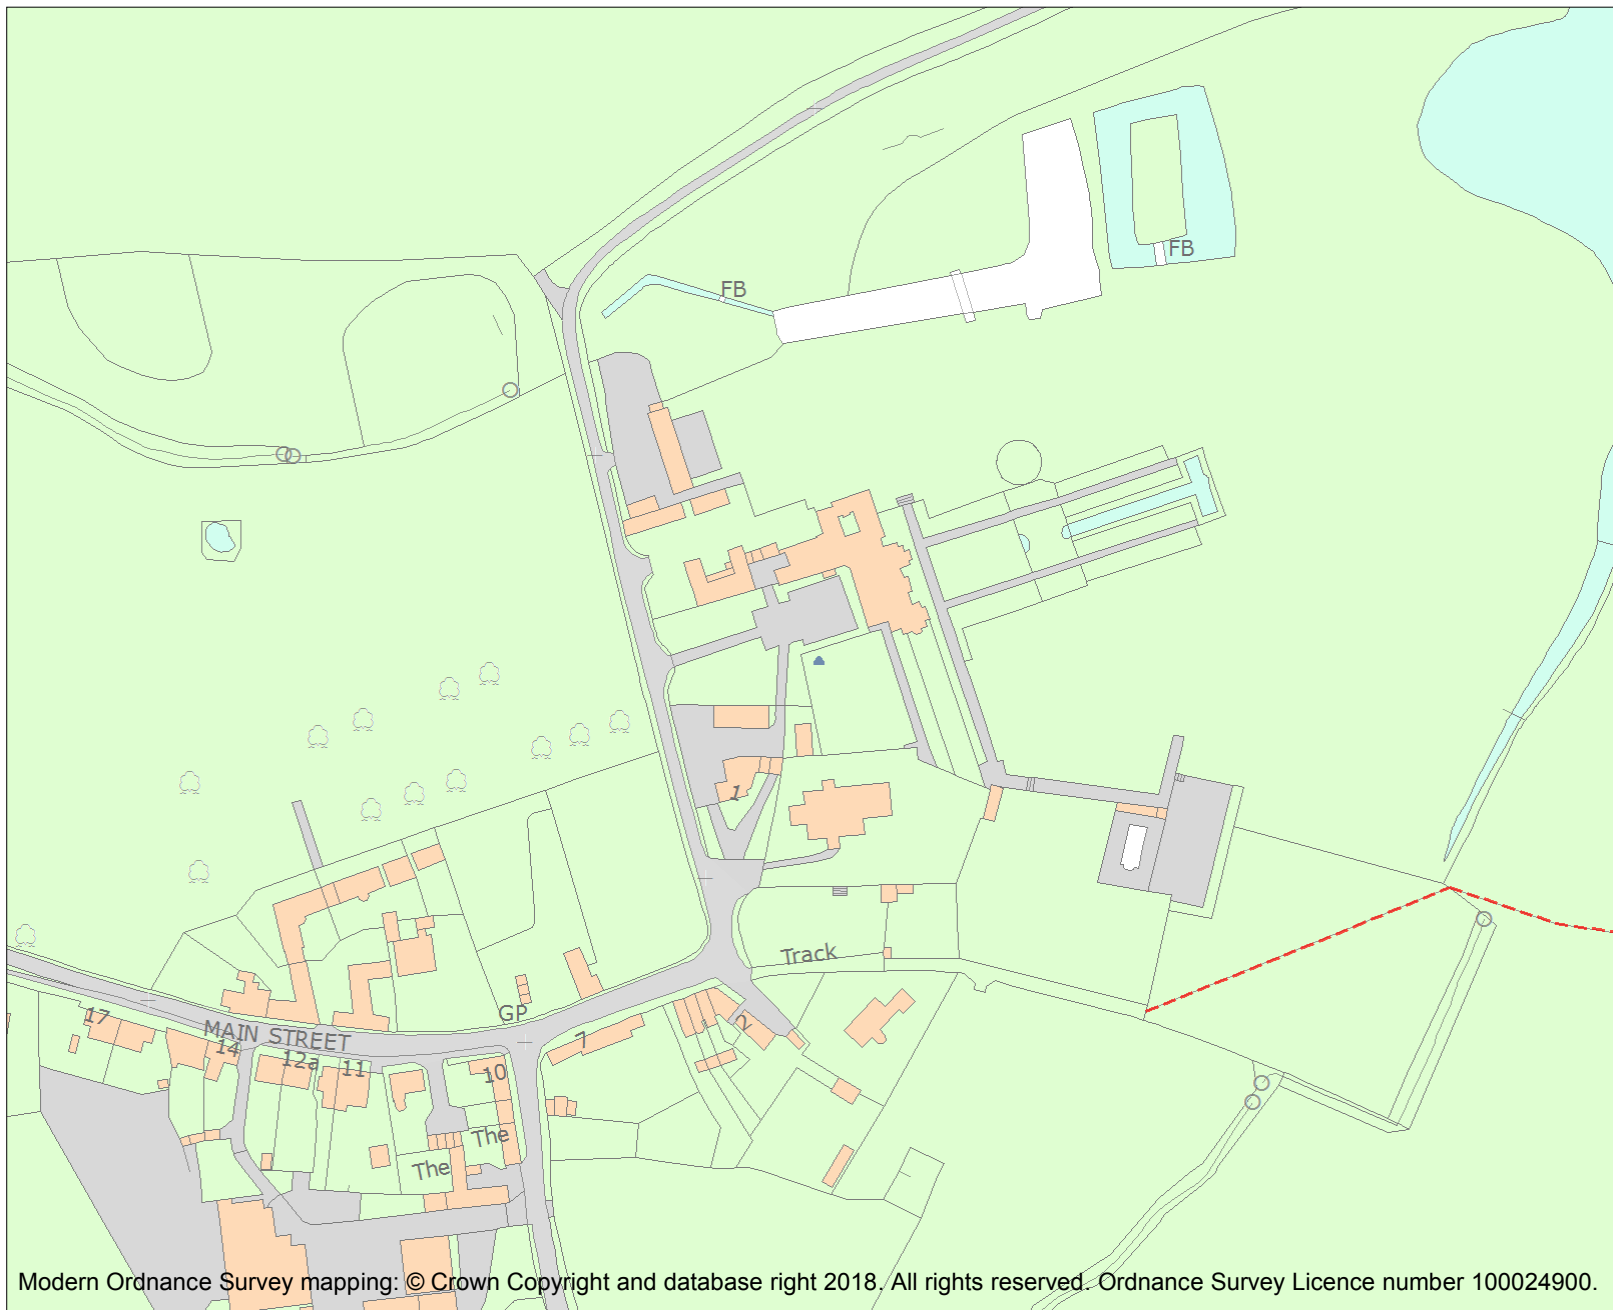 FB
FB
1
Track
GP
2
7
17
MAIN STREET
14
12a
11
10
The
The
Modern Ordnance Survey mapping: © Crown Copyright and database right 2018. All rights reserved. Ordnance Survey Licence number 100024900.